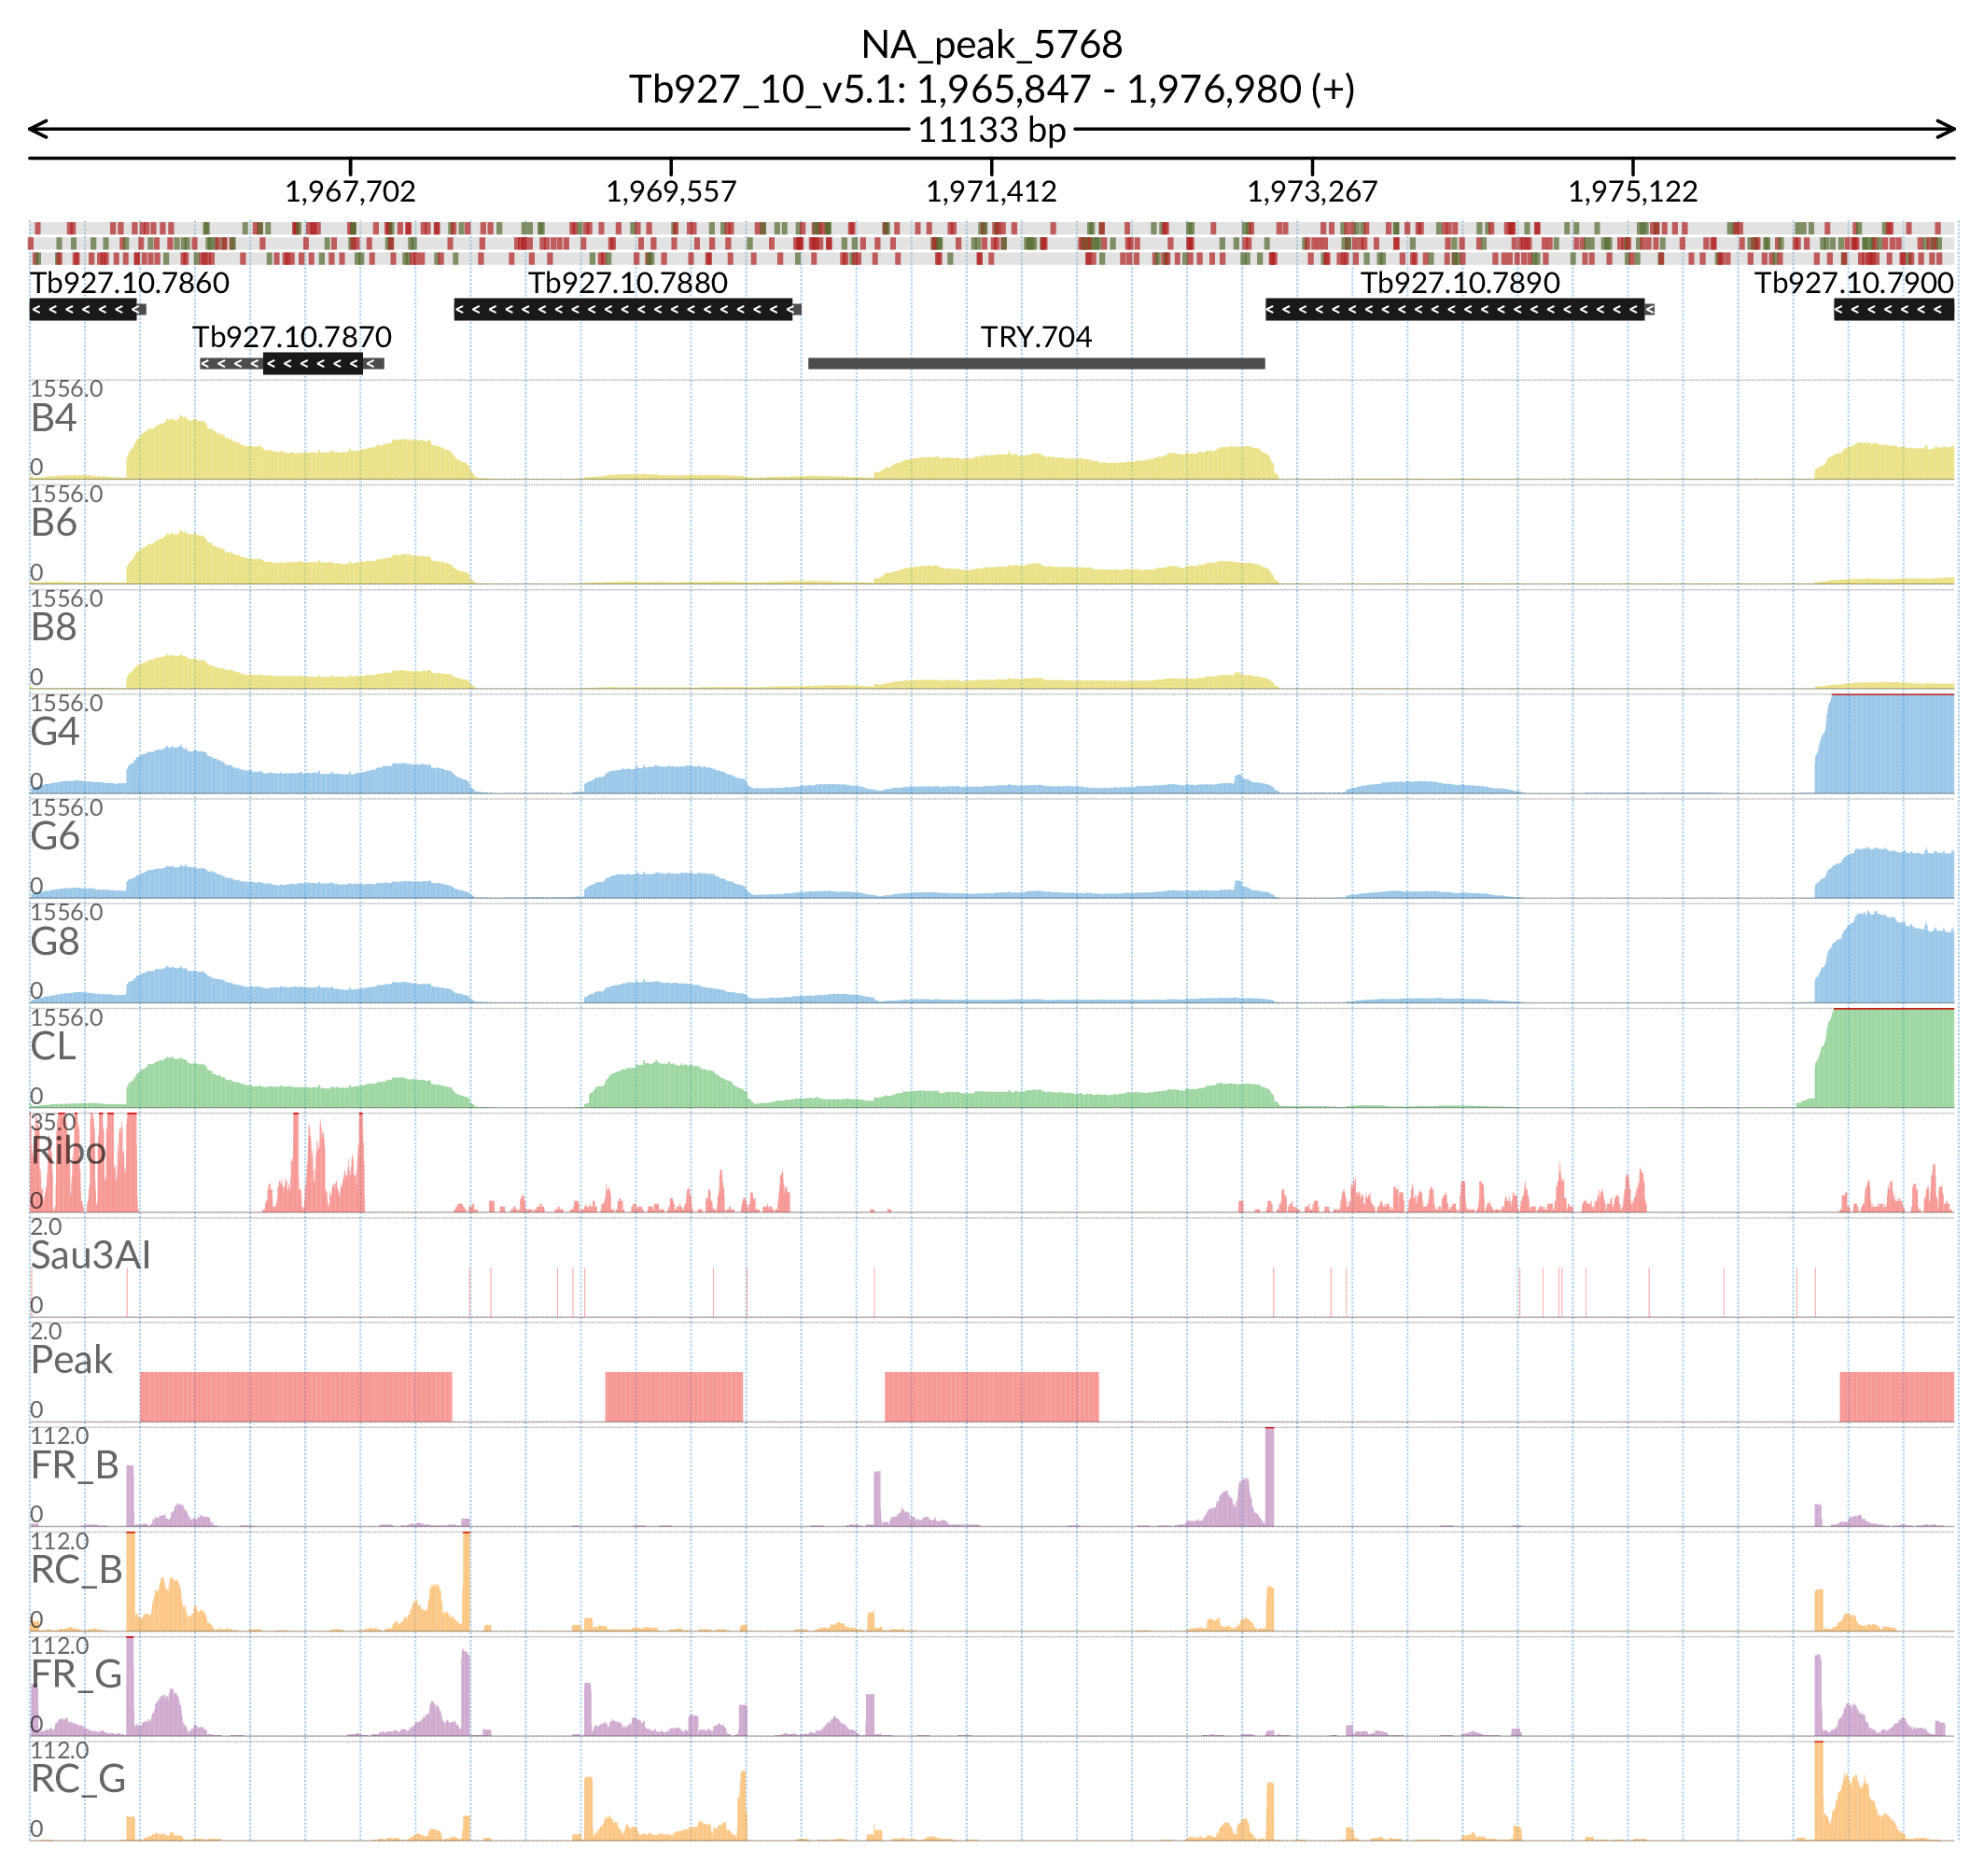 NA_peak_5768
Tb927_10_v5.1: 1,965,847 - 1,976,980 (+)
11133 bp
1,967,702 1,969,557 1,971,412 1,973,267 1,975,122
Tb927.10.7860 Tb927.10.7880 Tb927.10.7890 Tb927.10.7900
Tb927.10.7870 TRY.704
1556.0
B4
0
1556.0
B6
0
1556.0
B8
0
1556.0
G4
0
1556.0
G6
0
1556.0
G8
0
1556.0
CL
0
35.0
Ribo
0
2.0
Sau3AI
0
2.0
Peak
0
112.0
FR_B
0
112.0
RC_B
0
112.0
FR_G
0
112.0
RC_G
0